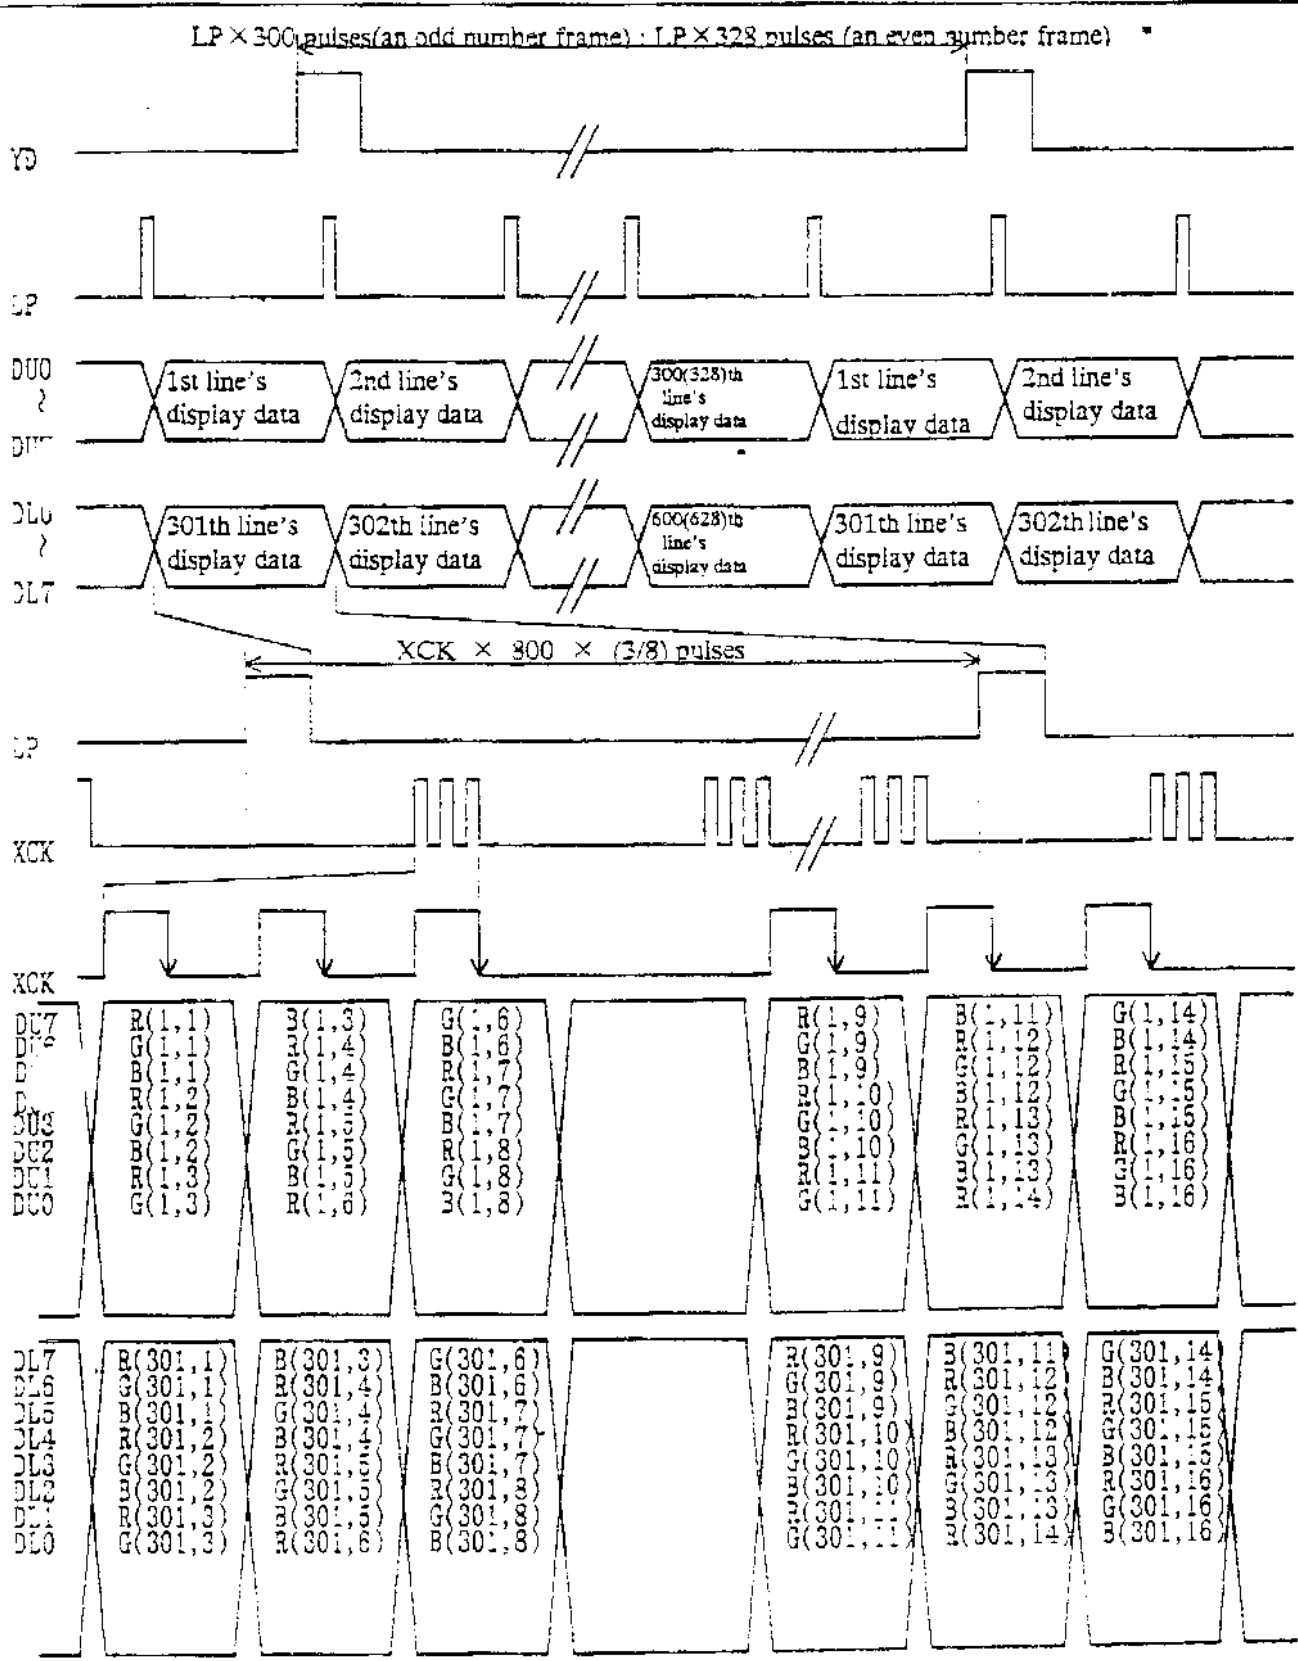 LP × 300 pulses(an odd number frame) : LP × 328 pulses (an even number frame)
YD
LP
DU0
1st line's
display data
2nd line's
display data
300(328)th
line's
display data
1st line's
display data
2nd line's
display data
DL0
DL7
301th line's
display data
302th line's
display data
600(628)th
line's
display data
301th line's
display data
302th line's
display data
XCK × 800 × (3/8) pulses
LP
XCK
XCK
DU7 R(1,1) B(1,3) G(1,6) R(1,9) B(1,11) G(1,14)
G(1,1) R(1,4) B(1,6) G(1,9) R(1,12) B(1,14)
B(1,1) G(1,4) R(1,7) B(1,9) G(1,12) R(1,15)
R(1,2) B(1,4) G(1,7) R(1,10) B(1,12) G(1,15)
DU3 G(1,2) R(1,5) B(1,7) G(1,10) R(1,13) B(1,15)
DU2 B(1,2) G(1,5) R(1,8) B(1,10) G(1,13) R(1,16)
DU1 R(1,3) B(1,5) G(1,8) R(1,11) B(1,13) G(1,16)
DU0 G(1,3) R(1,6) B(1,8) G(1,11) R(1,14) B(1,16)
DL7 R(301,1) B(301,3) G(301,6) R(301,9) B(301,11) G(301,14
DL6 G(301,1) R(301,4) B(301,6) G(301,9) R(301,12 B(301,14
DL5 B(301,1) G(301,4) R(301,7) B(301,9) G(301,12 R(301,15
DL4 R(301,2) B(301,4) G(301,7) R(301,10) B(301,12 G(301,15
DL3 G(301,2) R(301,5) B(301,7) G(301,10 R(301,13) B(301,15
DL2 B(301,2) G(301,5) R(301,8) B(301,10) G(301,13) R(301,16)
DL1 R(301,3) B(301,5) G(301,8) R(301,11) B(301,13) G(301,16)
DL0 G(301,3) R(301,6) B(301,8) G(301,11) R(301,14) B(301,16)